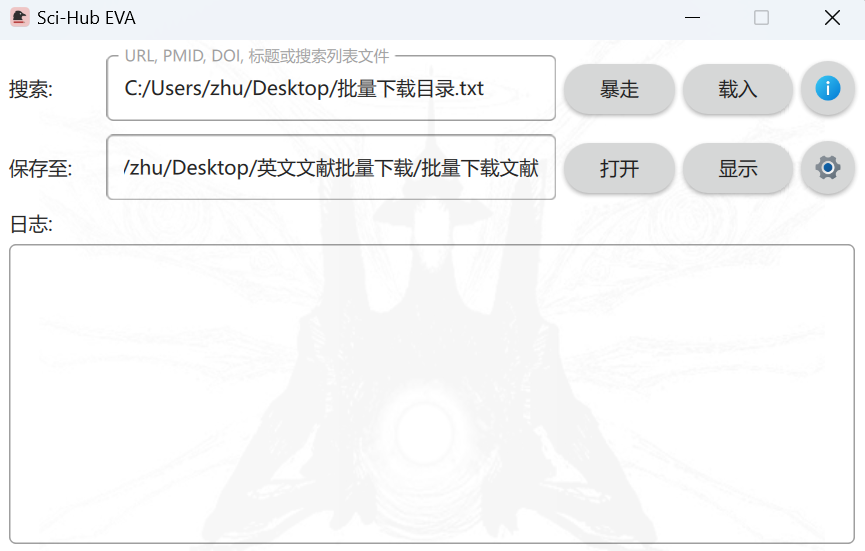 Sci-Hub EVA
URL, PMID, DOI, 标题或搜索列表文件
搜索: C:/Users/zhu/Desktop/批量下载目录.txt 暴走 载入
保存至: /zhu/Desktop/英文文献批量下载/批量下载文献 打开 显示
日志: